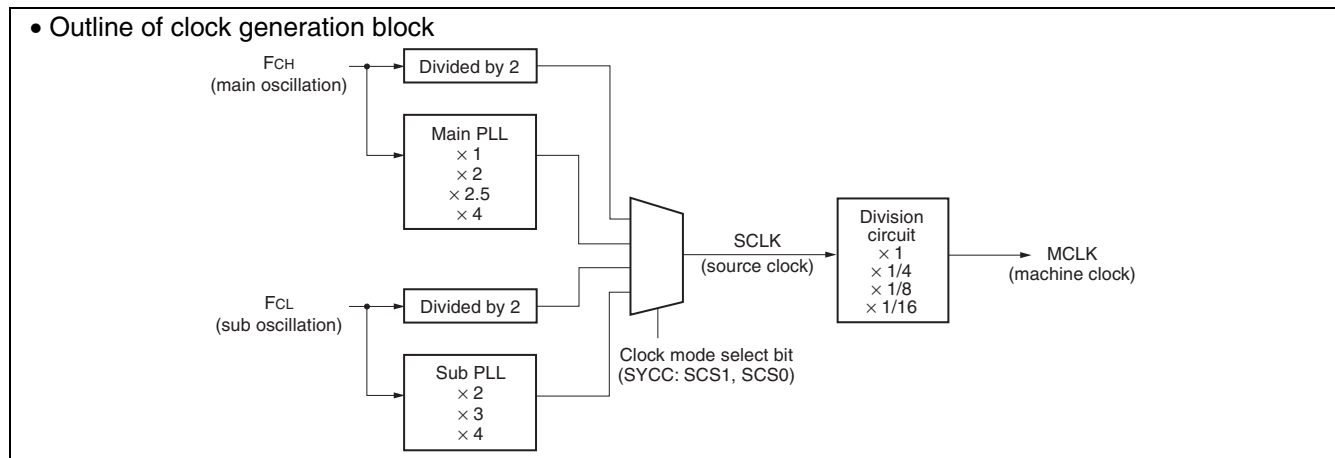 • Outline of clock generation block
FCH
(main oscillation)
Divided by 2
Main PLL
× 1
× 2
× 2.5
× 4
FCL
(sub oscillation)
Divided by 2
Sub PLL
× 2
× 3
× 4
Clock mode select bit
(SYCC: SCS1, SCS0)
SCLK
(source clock)
Division
circuit
× 1
× 1/4
× 1/8
× 1/16
MCLK
(machine clock)